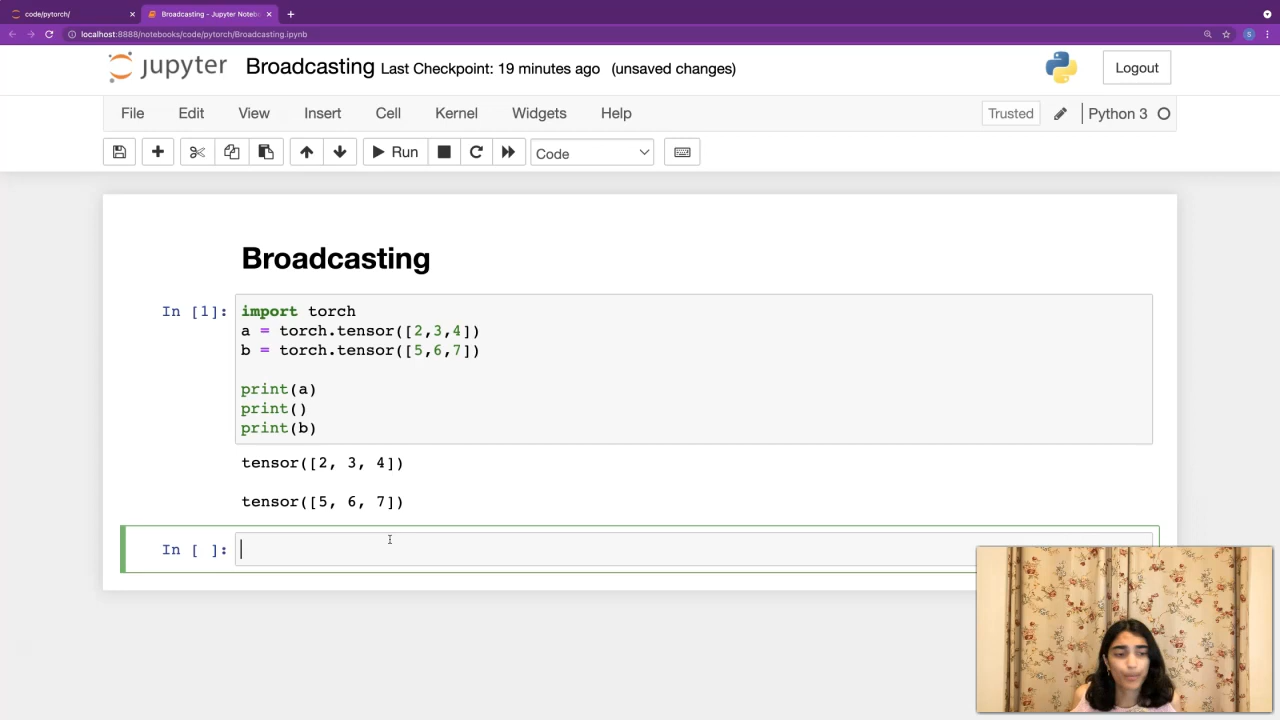 code/pytorch/
Broadcasting - Jupyter Noteb
localhost:8888/notebooks/code/pytorch/Broadcasting.ipynb
S
jupyter Broadcasting Last Checkpoint: 19 minutes ago (unsaved changes)
Logout
File Edit View Insert Cell Kernel Widgets Help
Trusted
Python 3
Run
Code
Broadcasting
In [1]:
import torch
a = torch.tensor([2,3,4])
b = torch.tensor([5,6,7])
print(a)
print()
print(b)
tensor([2, 3, 4])
tensor([5, 6, 7])
In [ ]: